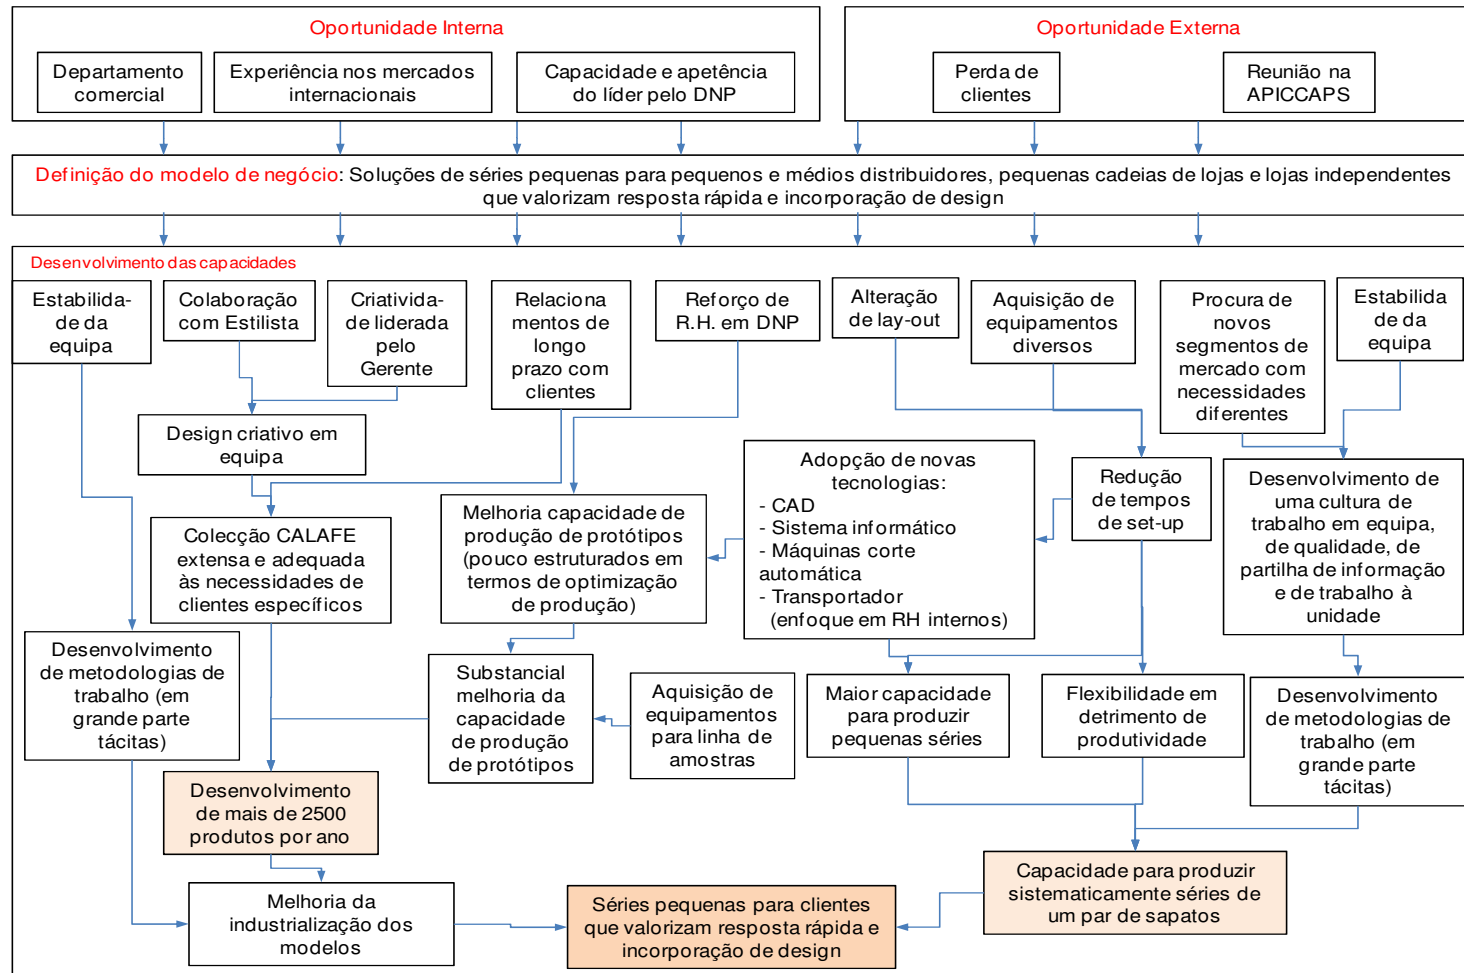 Oportunidade Interna
Departamento
comercial
Experiência nos mercados
internacionais
Capacidade e apetência
do líder pelo DNP
Oportunidade Externa
Perda de
clientes
Reunião na
APICCAPS
Definição do modelo de negócio: Soluções de séries pequenas para pequenos e médios distribuidores, pequenas cadeias de lojas e lojas independentes
que valorizam resposta rápida e incorporação de design
Desenvolvimento das capacidades
Estabilida-
de da
equipa
Colaboração
com Estilista
Criativida-
de liderada
pelo
Gerente
Relaciona
mentos de
longo
prazo com
clientes
Reforço de
R.H. em DNP
Alteração
de lay-out
Aquisição de
equipamentos
diversos
Procura de
novos
segmentos de
mercado com
necessidades
diferentes
Estabilida
de da
equipa
Design criativo em
equipa
Colecção CALAFE
extensa e adequada
às necessidades de
clientes específicos
Melhoria capacidade de
produção de protótipos
(pouco estruturados em
termos de optimização
de produção)
Adopção de novas
tecnologias:
- CAD
- Sistema informático
- Máquinas corte
automática
- Transportador
(enfoque em RH internos)
Redução
de tempos
de set-up
Desenvolvimento de
uma cultura de
trabalho em equipa,
de qualidade, de
partilha de informação
e de trabalho à
unidade
Desenvolvimento
de metodologias de
trabalho (em
grande parte
tácitas)
Substancial
melhoria da
capacidade
de produção
de protótipos
Aquisição de
equipamentos
para linha de
amostras
Maior capacidade
para produzir
pequenas séries
Flexibilidade em
detrimento de
produtividade
Desenvolvimento
de metodologias de
trabalho (em
grande parte
tácitas)
Desenvolvimento
de mais de 2500
produtos por ano
Melhoria da
industrialização dos
modelos
Séries pequenas para clientes
que valorizam resposta rápida e
incorporação de design
Capacidade para produzir
sistematicamente séries de
um par de sapatos